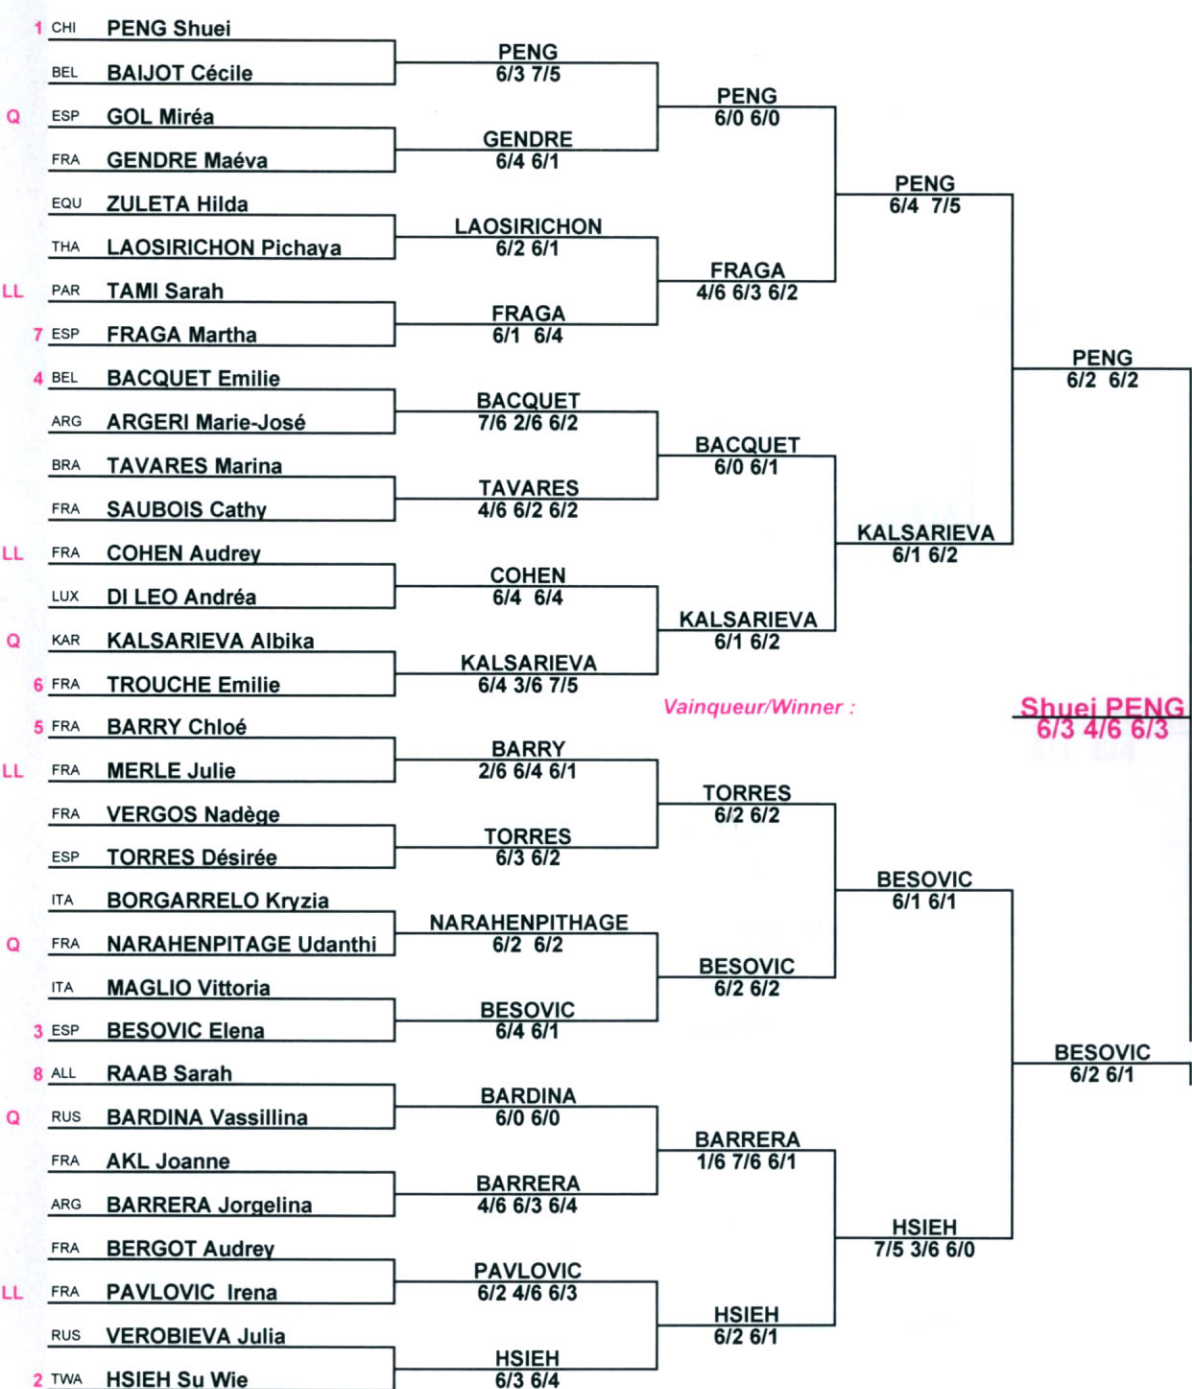 1 CHI PENG Shuei
BEL BAIJOT Cécile
Q ESP GOL Miréa
FRA GENDRE Maéva
EQU ZULETA Hilda
THA LAOSIRICHON Pichaya
LL PAR TAMI Sarah
7 ESP FRAGA Martha
4 BEL BACQUET Emilie
ARG ARGERI Marie-José
BRA TAVARES Marina
FRA SAUBOIS Cathy
LL FRA COHEN Audrey
LUX DI LEO Andréa
Q KAR KALSARIEVA Albika
6 FRA TROUCHE Emilie
5 FRA BARRY Chloé
LL FRA MERLE Julie
FRA VERGOS Nadège
ESP TORRES Désirée
ITA BORGARRELO Kryzia
Q FRA NARAHENPITAGE Udanthi
ITA MAGLIO Vittoria
3 ESP BESOVIC Elena
8 ALL RAAB Sarah
Q RUS BARDINA Vassillina
FRA AKL Joanne
ARG BARRERA Jorgelina
FRA BERGOT Audrey
LL FRA PAVLOVIC Irena
RUS VEROBIEVA Julia
2 TWA HSIEH Su Wie
PENG
6/3 7/5
GENDRE
6/4 6/1
LAOSIRICHON
6/2 6/1
FRAGA
6/1 6/4
BACQUET
7/6 2/6 6/2
TAVARES
4/6 6/2 6/2
COHEN
6/4 6/4
KALSARIEVA
6/4 3/6 7/5
BARRY
2/6 6/4 6/1
TORRES
6/3 6/2
NARAHENPITHAGE
6/2 6/2
BESOVIC
6/4 6/1
BARDINA
6/0 6/0
BARRERA
4/6 6/3 6/4
PAVLOVIC
6/2 4/6 6/3
HSIEH
6/3 6/4
PENG
6/0 6/0
FRAGA
4/6 6/3 6/2
BACQUET
6/0 6/1
KALSARIEVA
6/1 6/2
TORRES
6/2 6/2
BESOVIC
6/2 6/2
BARRERA
1/6 7/6 6/1
HSIEH
6/2 6/1
PENG
6/4 7/5
KALSARIEVA
6/1 6/2
BESOVIC
6/1 6/1
HSIEH
7/5 3/6 6/0
PENG
6/2 6/2
BESOVIC
6/2 6/1
Vainqueur/Winner :
Shuei PENG
6/3 4/6 6/3